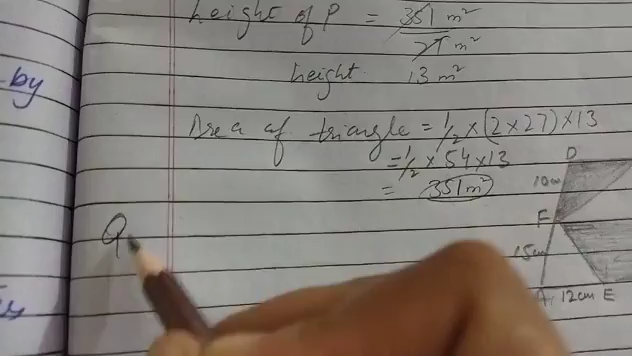 height of P = 351 m²
27 m²
height 13 m²
by
Area of triangle = 1/2 × (2 × 27) × 13
= 1/2 × 54 × 13
= 351 m²
D
10cm
F
15cm
A 12cm E
Q